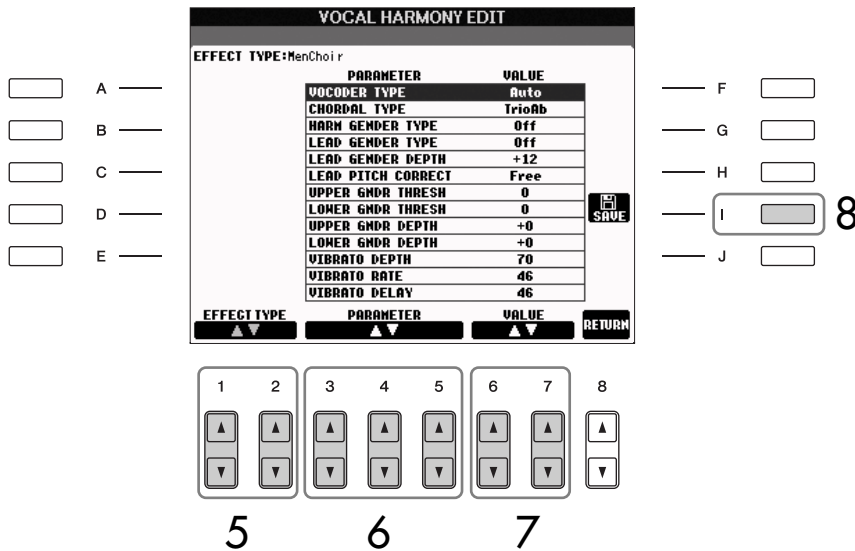 VOCAL HARMONY EDIT
EFFECT TYPE:MenChoir
PARAMETER VALUE
VOCODER TYPE Auto
CHORDAL TYPE TrioAb
HARM GENDER TYPE Off
LEAD GENDER TYPE Off
LEAD GENDER DEPTH +12
LEAD PITCH CORRECT Free
UPPER GNDR THRESH 0
LOWER GNDR THRESH 0
UPPER GNDR DEPTH +0
LOWER GNDR DEPTH +0
VIBRATO DEPTH 70
VIBRATO RATE 46
VIBRATO DELAY 46
SAVE
EFFECT TYPE PARAMETER VALUE RETURN
A
B
C
D
E
F
G
H
I 8
J
1 2 3 4 5 6 7 8
5 6 7